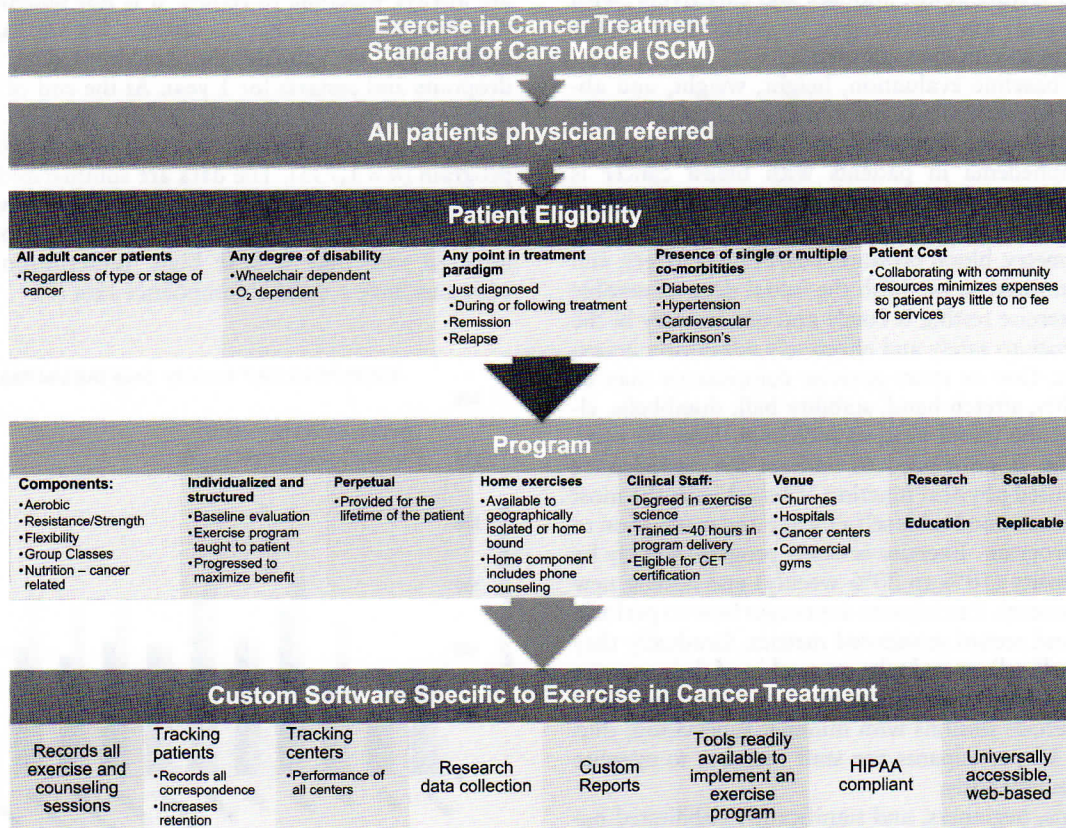 Exercise in Cancer Treatment
Standard of Care Model (SCM)
All patients physician referred
Patient Eligibility
All adult cancer patients
•Regardless of type or stage of
cancer
Any degree of disability
•Wheelchair dependent
•O₂ dependent
Any point in treatment
paradigm
•Just diagnosed
•During or following treatment
•Remission
•Relapse
Presence of single or multiple
co-morbitities
•Diabetes
•Hypertension
•Cardiovascular
•Parkinson's
Patient Cost
•Collaborating with community
resources minimizes expenses
so patient pays little to no fee
for services
Program
Components:
•Aerobic
•Resistance/Strength
•Flexibility
•Group Classes
•Nutrition – cancer
related
Individualized and
structured
•Baseline evaluation
•Exercise program
taught to patient
•Progressed to
maximize benefit
Perpetual
•Provided for the
lifetime of the patient
Home exercises
•Available to
geographically
isolated or home
bound
•Home component
includes phone
counseling
Clinical Staff:
•Degreed in exercise
science
•Trained ~40 hours in
program delivery
•Eligible for CET
certification
Venue
•Churches
•Hospitals
•Cancer centers
•Commercial
gyms
Research
Scalable
Education
Replicable
Custom Software Specific to Exercise in Cancer Treatment
Records all
exercise and
counseling
sessions
Tracking
patients
•Records all
correspondence
•Increases
retention
Tracking
centers
•Performance of
all centers
Research
data collection
Custom
Reports
Tools readily
available to
implement an
exercise
program
HIPAA
compliant
Universally
accessible,
web-based